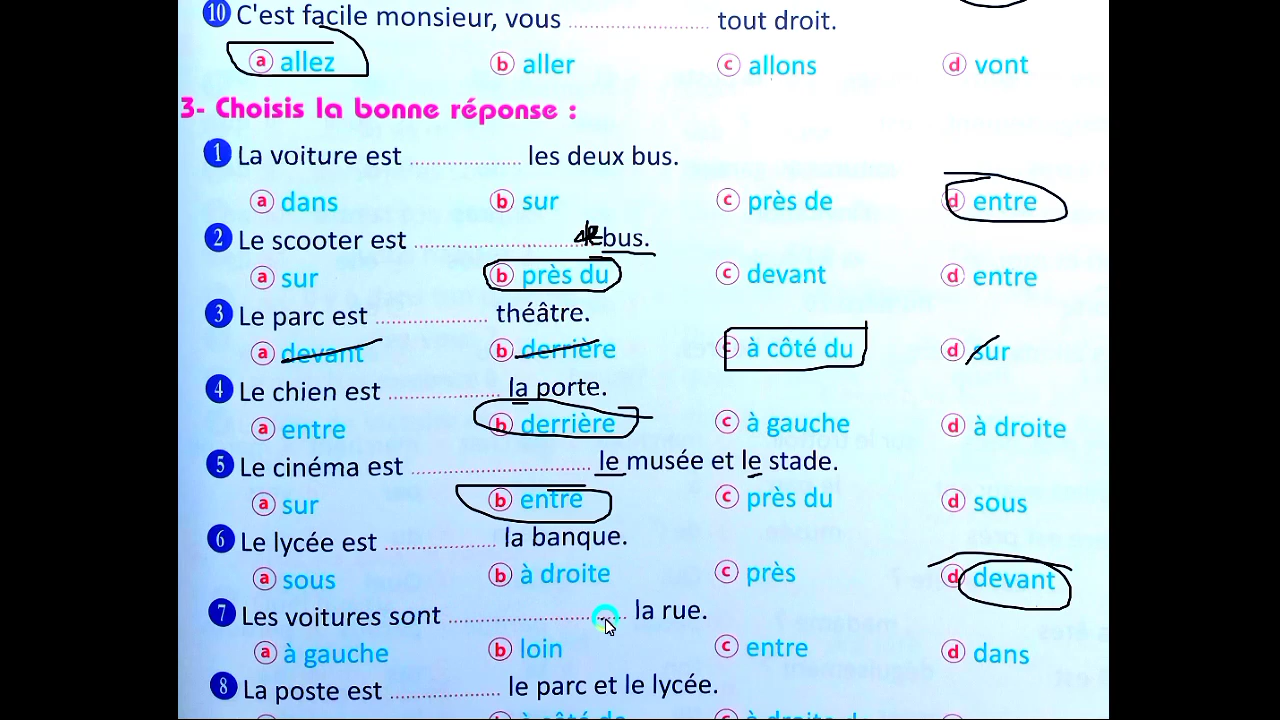 10 C'est facile monsieur, vous .................... tout droit.
a allez b aller c allons d vont
3- Choisis la bonne réponse :
1 La voiture est .................... les deux bus.
a dans b sur c près de d entre
2 Le scooter est .................... le bus.
a sur b près du c devant d entre
3 Le parc est .................... théâtre.
a devant b derrière c à côté du d sur
4 Le chien est .................... la porte.
a entre b derrière c à gauche d à droite
5 Le cinéma est .................... le musée et le stade.
a sur b entre c près du d sous
6 Le lycée est .................... la banque.
a sous b à droite c près d devant
7 Les voitures sont .................... la rue.
a à gauche b loin c entre d dans
8 La poste est .................... le parc et le lycée.